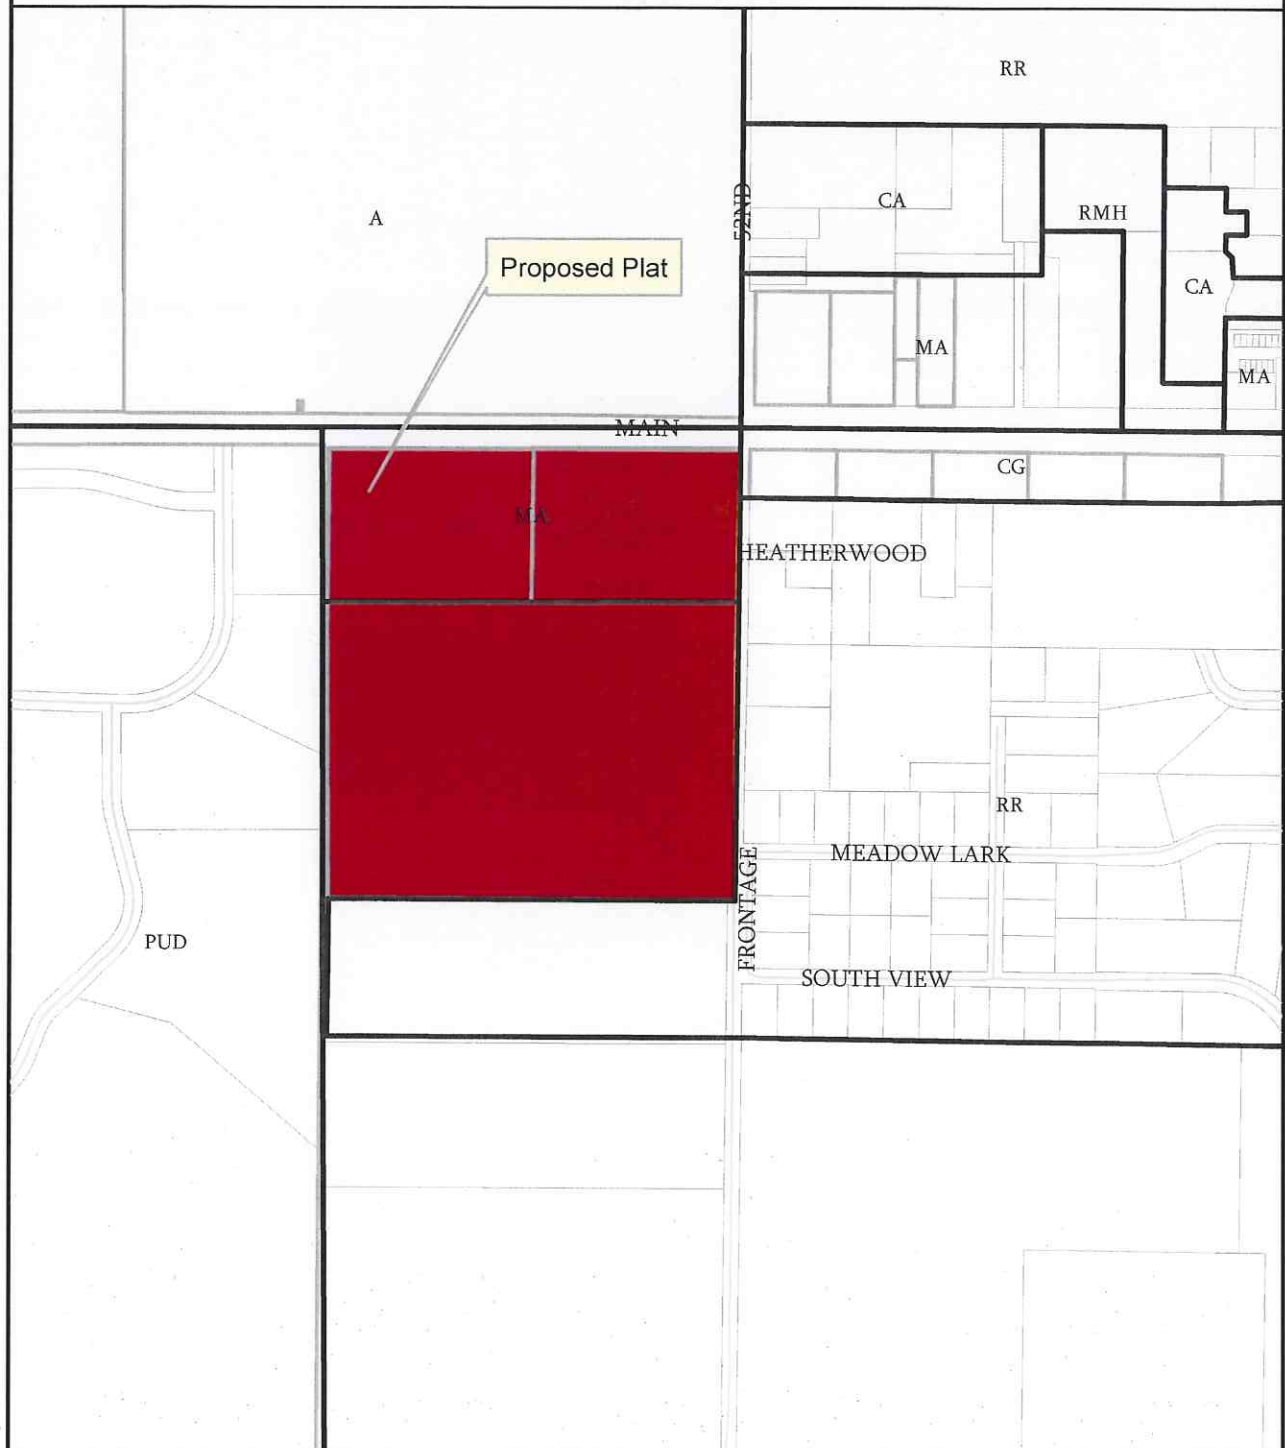 RR
52ND
CA
RMH
A
Proposed Plat
CA
MA
MA
MAIN
CG
MA
HEATHERWOOD
RR
MEADOW LARK
FRONTAGE
PUD
SOUTH VIEW